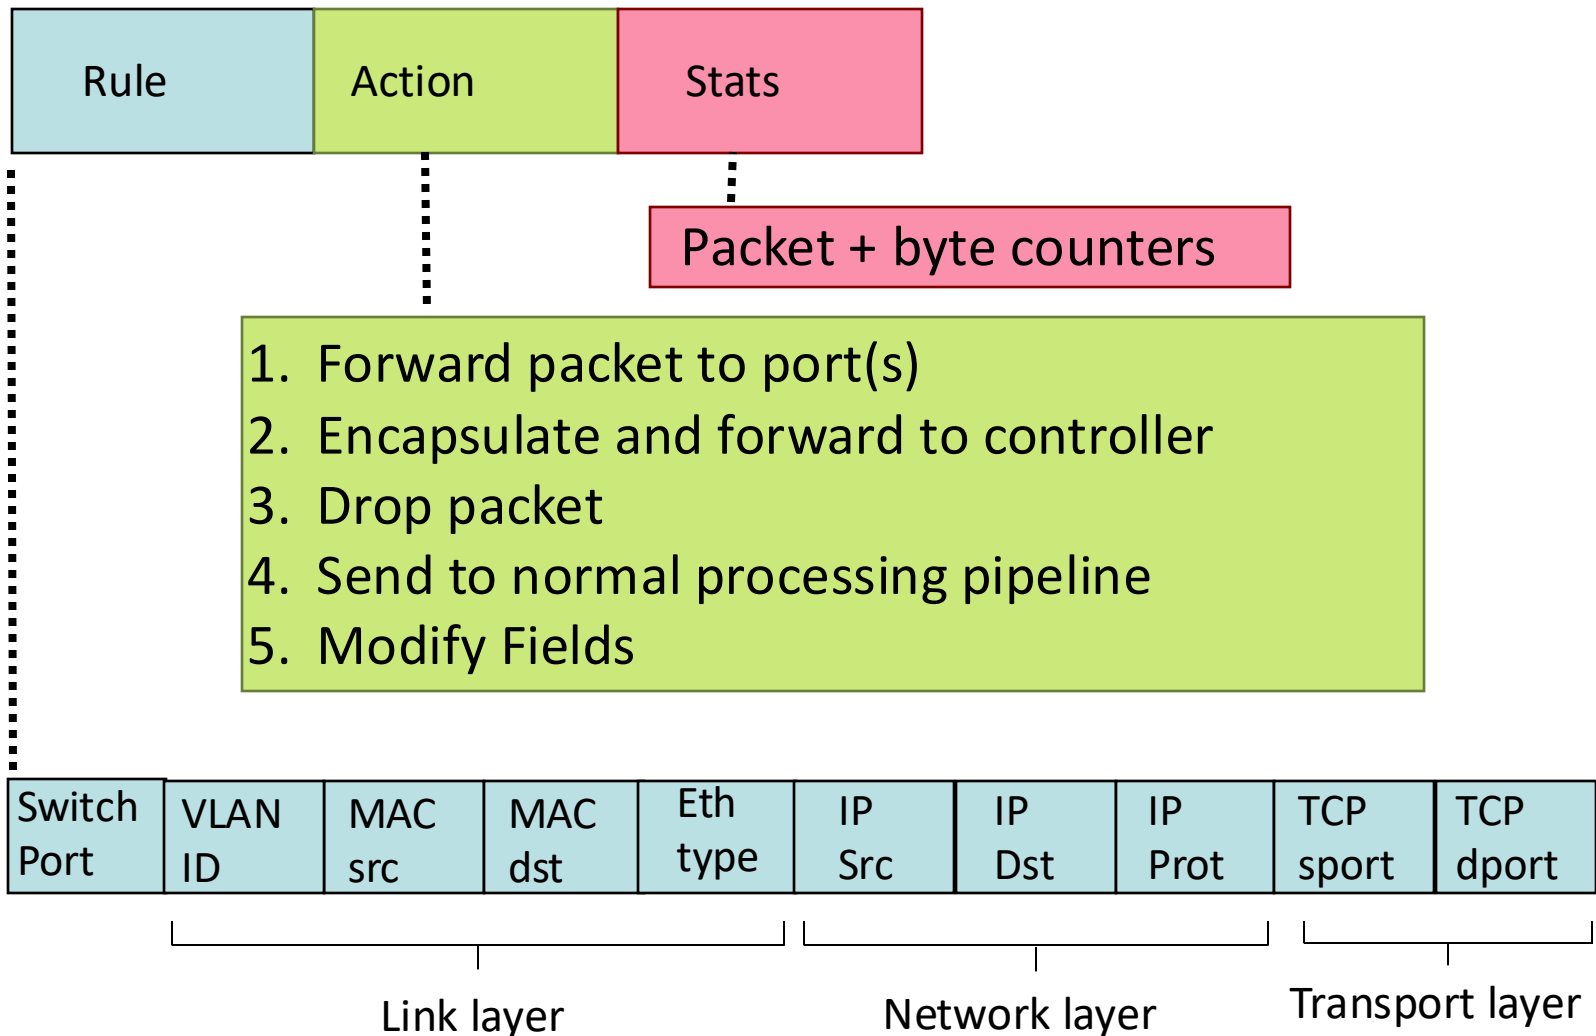 Rule
Action
Stats
Packet + byte counters
1. Forward packet to port(s)
2. Encapsulate and forward to controller
3. Drop packet
4. Send to normal processing pipeline
5. Modify Fields
Switch
Port
VLAN
ID
MAC
src
MAC
dst
Eth
type
IP
Src
IP
Dst
IP
Prot
TCP
sport
TCP
dport
Link layer
Network layer
Transport layer